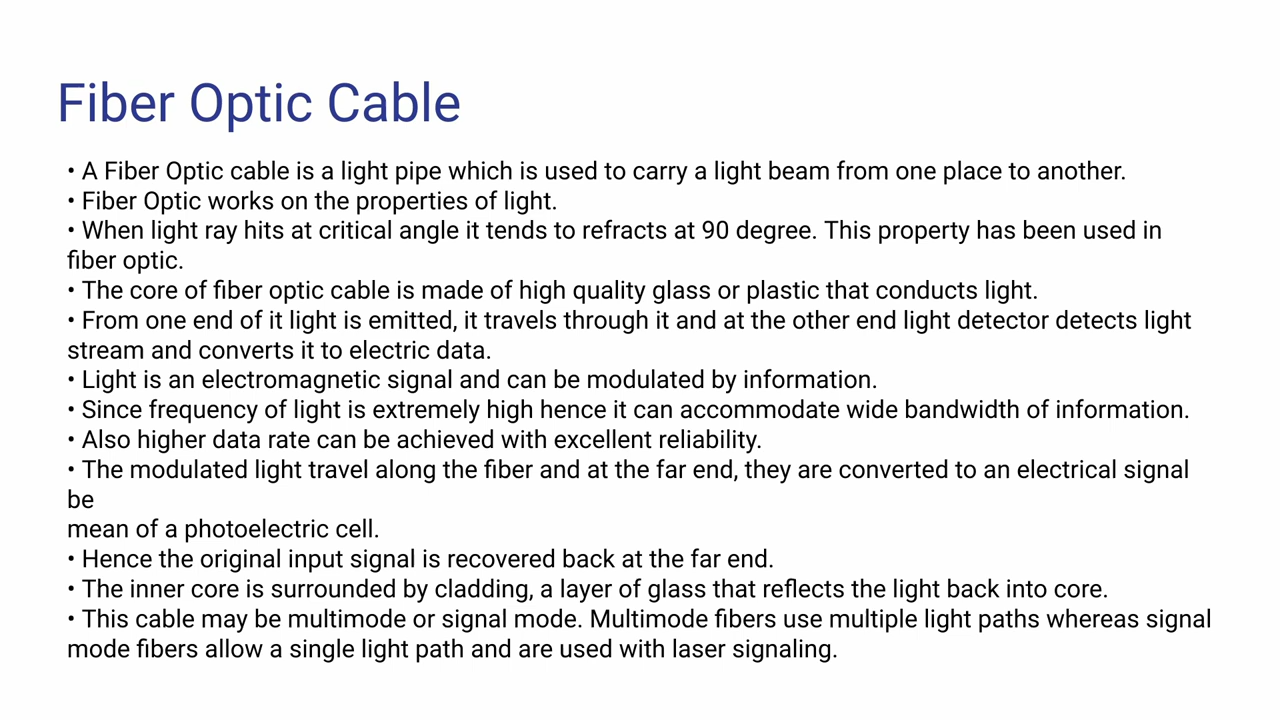 Fiber Optic Cable
• A Fiber Optic cable is a light pipe which is used to carry a light beam from one place to another.
• Fiber Optic works on the properties of light.
• When light ray hits at critical angle it tends to refracts at 90 degree. This property has been used in
fiber optic.
• The core of fiber optic cable is made of high quality glass or plastic that conducts light.
• From one end of it light is emitted, it travels through it and at the other end light detector detects light
stream and converts it to electric data.
• Light is an electromagnetic signal and can be modulated by information.
• Since frequency of light is extremely high hence it can accommodate wide bandwidth of information.
• Also higher data rate can be achieved with excellent reliability.
• The modulated light travel along the fiber and at the far end, they are converted to an electrical signal
be
mean of a photoelectric cell.
• Hence the original input signal is recovered back at the far end.
• The inner core is surrounded by cladding, a layer of glass that reflects the light back into core.
• This cable may be multimode or signal mode. Multimode fibers use multiple light paths whereas signal
mode fibers allow a single light path and are used with laser signaling.